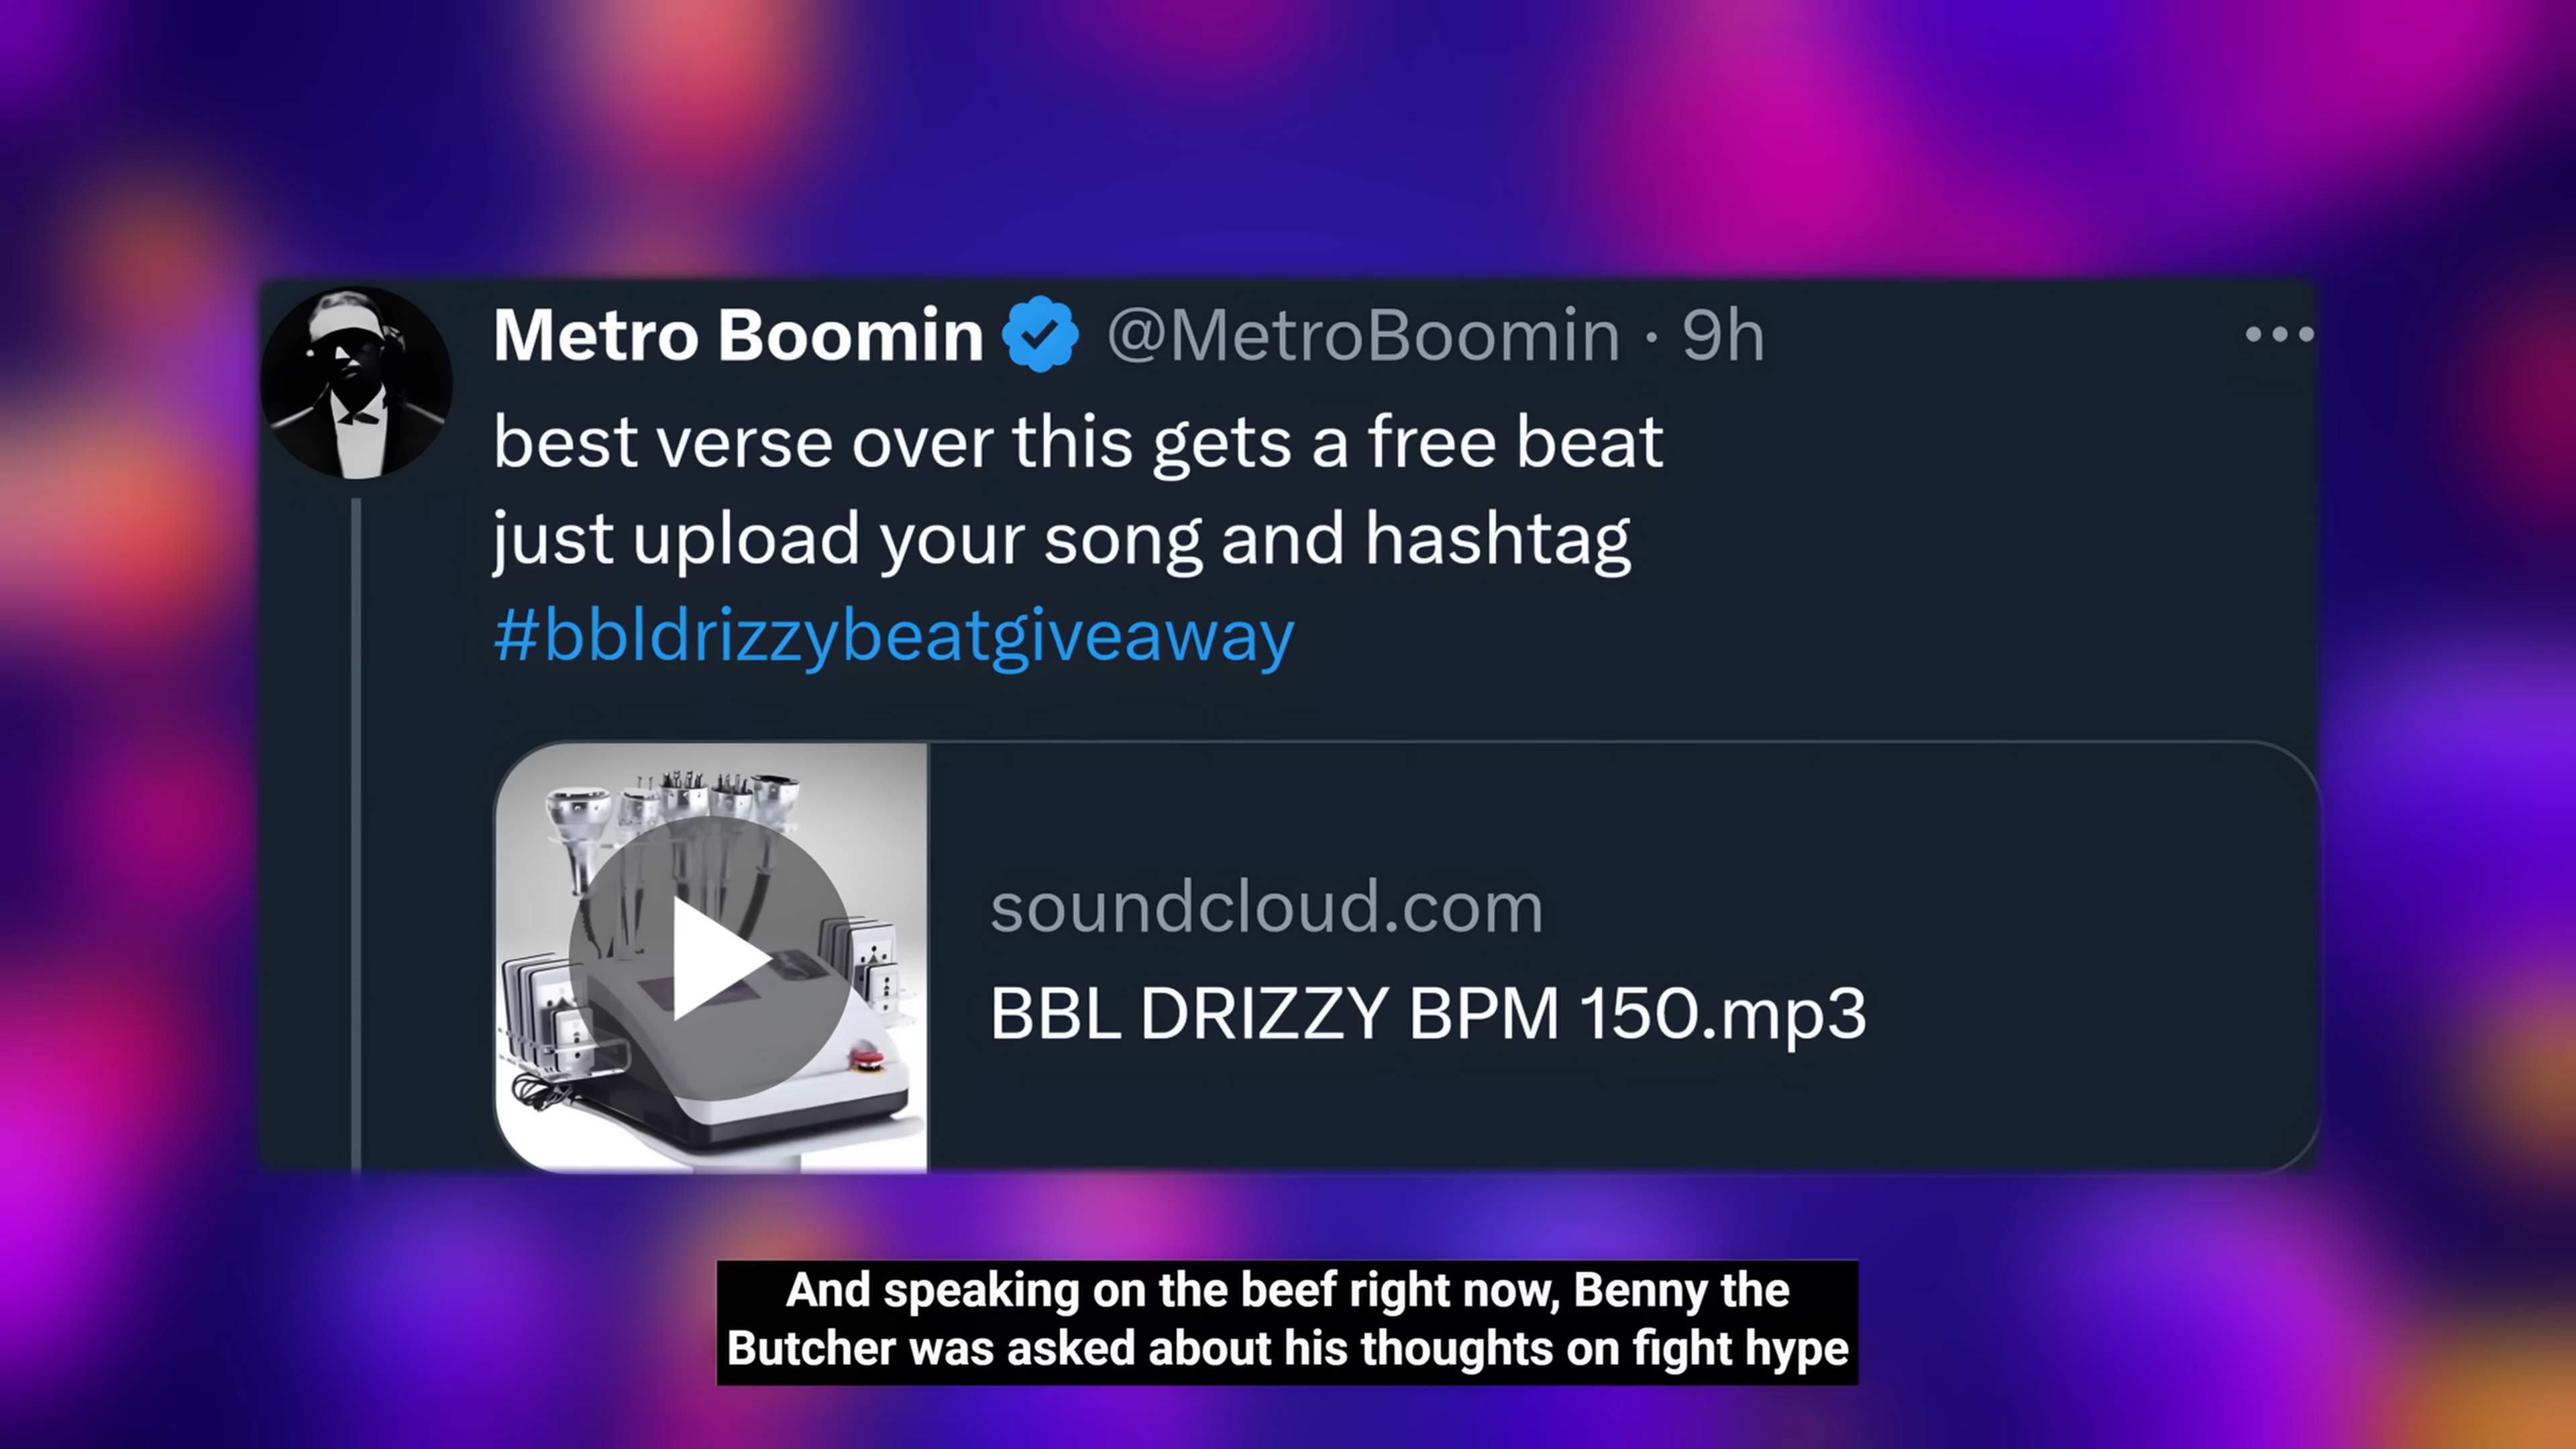 Metro Boomin @MetroBoomin · 9h
best verse over this gets a free beat
just upload your song and hashtag
#bbldrizzybeatgiveaway
soundcloud.com
BBL DRIZZY BPM 150.mp3
And speaking on the beef right now, Benny the
Butcher was asked about his thoughts on fight hype